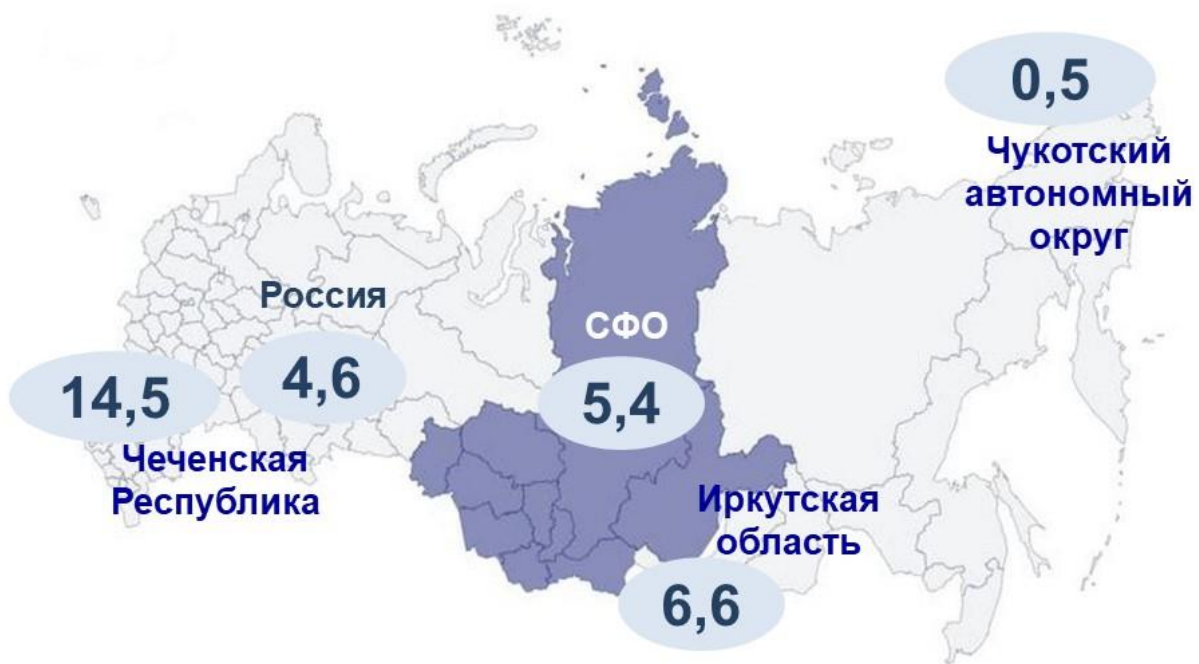 0,5
Чукотский
автономный
округ
Россия
4,6
СФО
5,4
14,5
Чеченская
Республика
Иркутская
область
6,6